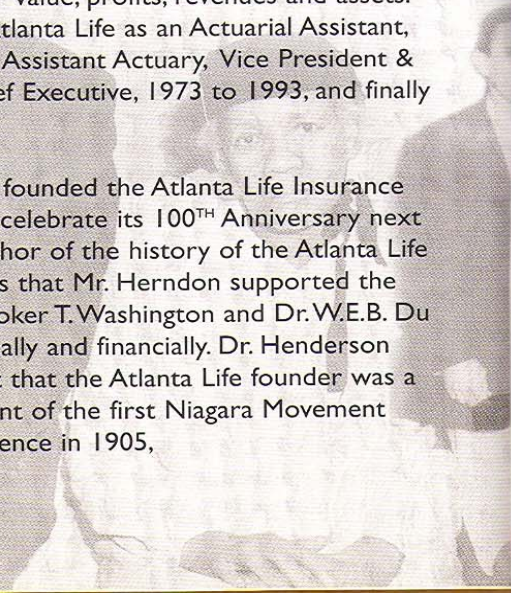 value, profits, revenues and assets.
tlanta Life as an Actuarial Assistant,
Assistant Actuary, Vice President &
ef Executive, 1973 to 1993, and finally
founded the Atlanta Life Insurance
celebrate its 100TH Anniversary next
hor of the history of the Atlanta Life
s that Mr. Herndon supported the
oker T. Washington and Dr. W.E.B. Du
ally and financially. Dr. Henderson
t that the Atlanta Life founder was a
nt of the first Niagara Movement
ence in 1905,